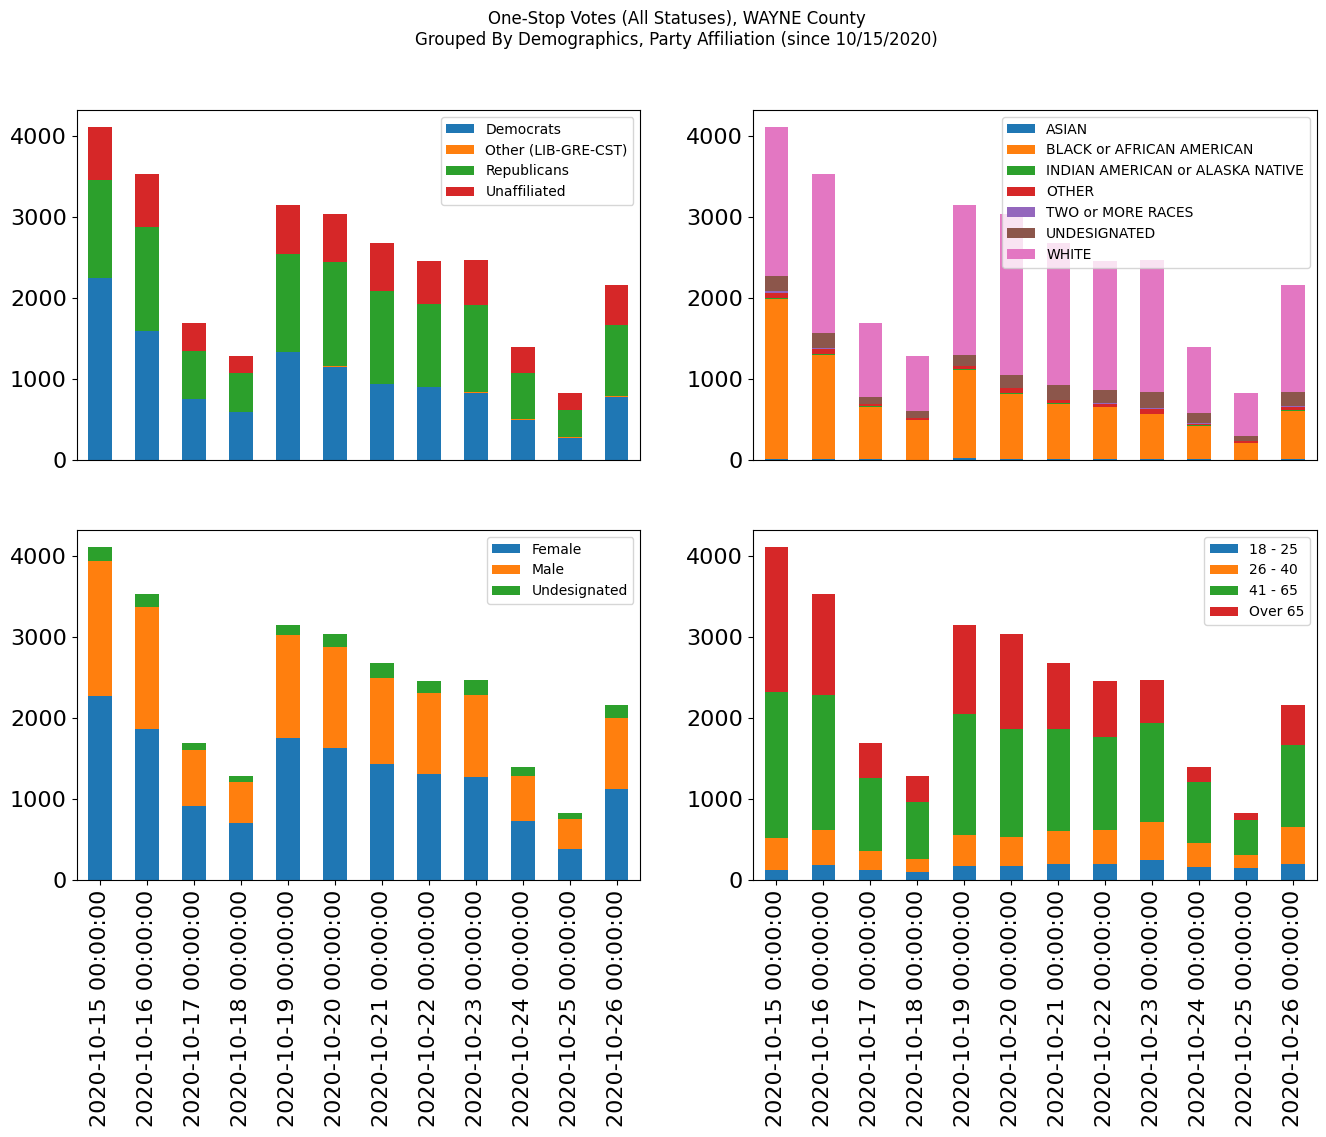 One-Stop Votes (All Statuses), WAYNE County
Grouped By Demographics, Party Affiliation (since 10/15/2020)
4000
3000
2000
1000
0
Democrats
Other (LIB-GRE-CST)
Republicans
Unaffiliated
4000
3000
2000
1000
0
ASIAN
BLACK or AFRICAN AMERICAN
INDIAN AMERICAN or ALASKA NATIVE
OTHER
TWO or MORE RACES
UNDESIGNATED
WHITE
4000
3000
2000
1000
0
Female
Male
Undesignated
2020-10-15 00:00:00
2020-10-16 00:00:00
2020-10-17 00:00:00
2020-10-18 00:00:00
2020-10-19 00:00:00
2020-10-20 00:00:00
2020-10-21 00:00:00
2020-10-22 00:00:00
2020-10-23 00:00:00
2020-10-24 00:00:00
2020-10-25 00:00:00
2020-10-26 00:00:00
4000
3000
2000
1000
0
18 - 25
26 - 40
41 - 65
Over 65
2020-10-15 00:00:00
2020-10-16 00:00:00
2020-10-17 00:00:00
2020-10-18 00:00:00
2020-10-19 00:00:00
2020-10-20 00:00:00
2020-10-21 00:00:00
2020-10-22 00:00:00
2020-10-23 00:00:00
2020-10-24 00:00:00
2020-10-25 00:00:00
2020-10-26 00:00:00